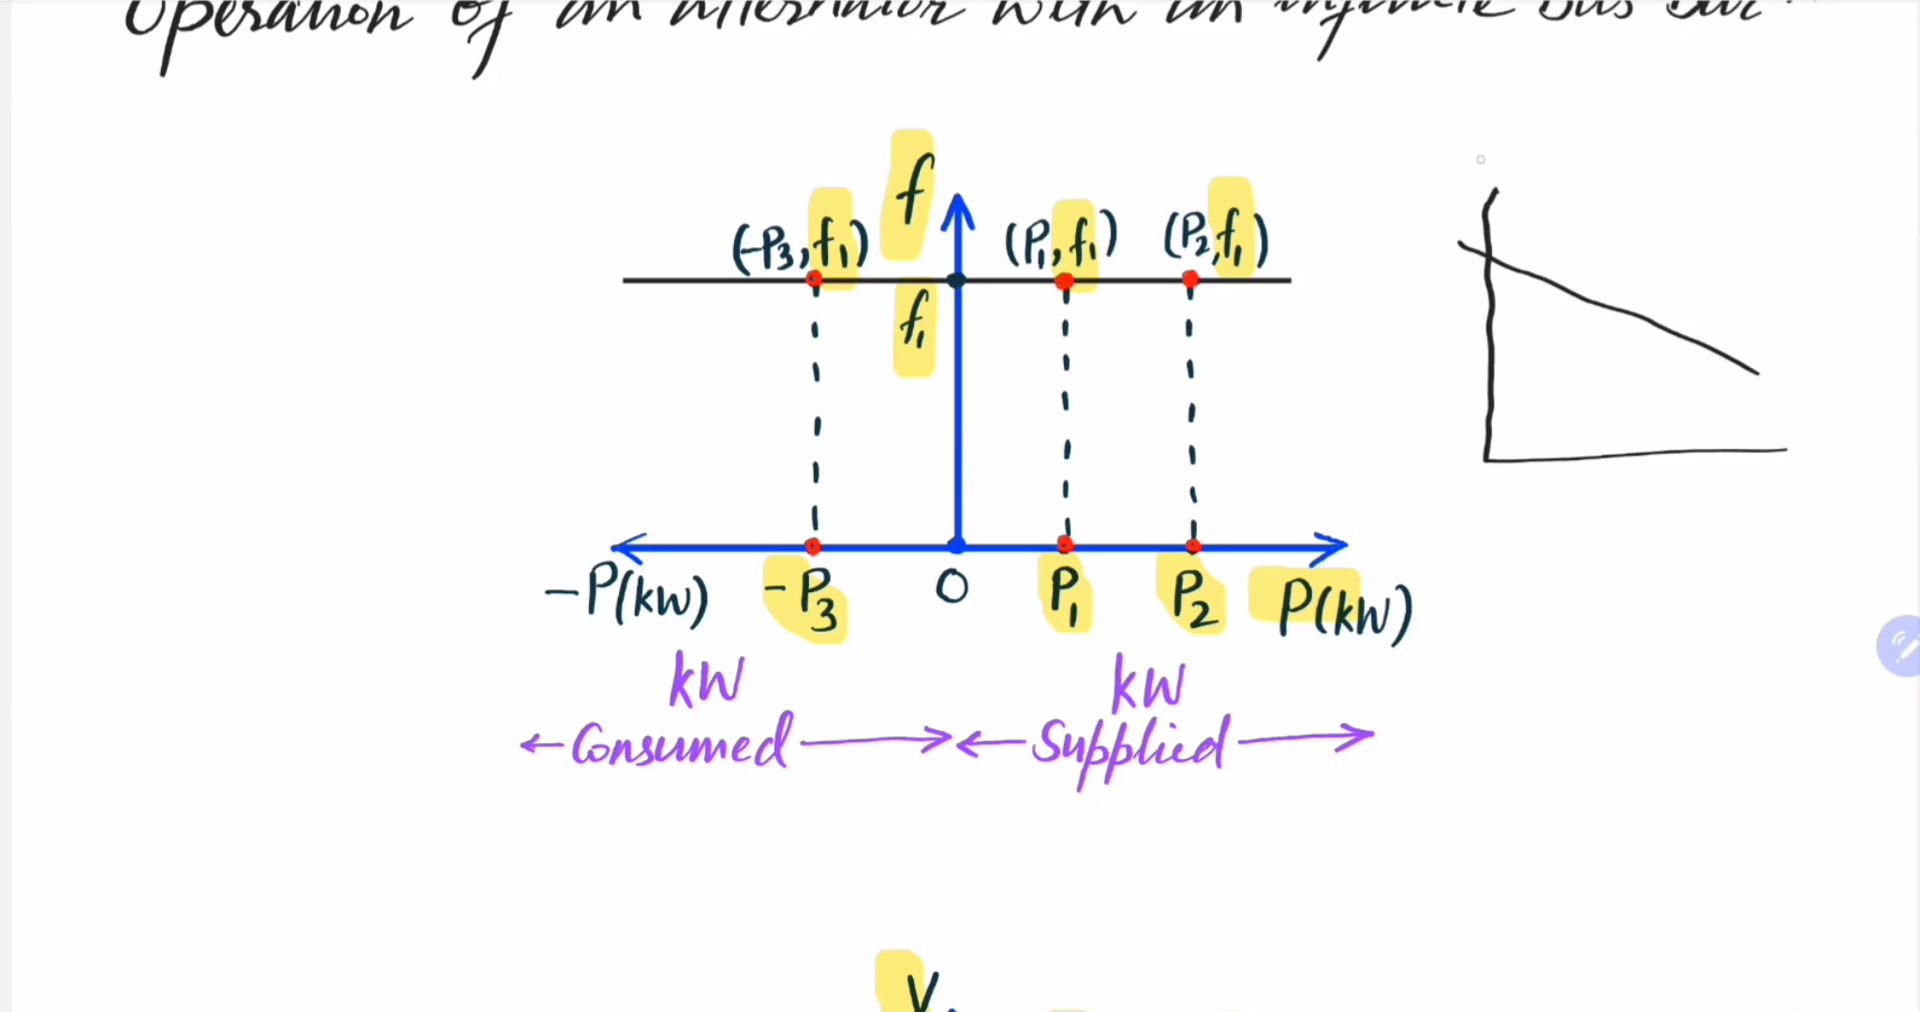 Operation of an alternator with an infinite bus bar
f
(-P3, f1) (P1, f1) (P2, f1)
f1
-P(kW) -P3 0 P1 P2 P(kW)
kW kW
Consumed Supplied
V